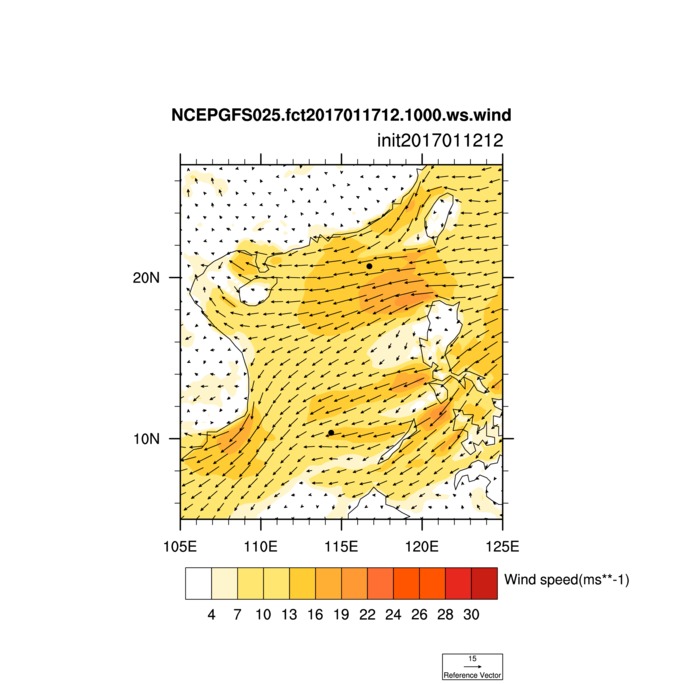 NCEPGFS025.fct2017011712.1000.ws.wind
init2017011212
20N
10N
105E 110E 115E 120E 125E
Wind speed(ms**-1)
4 7 10 13 16 19 22 24 26 28 30
15
Reference Vector